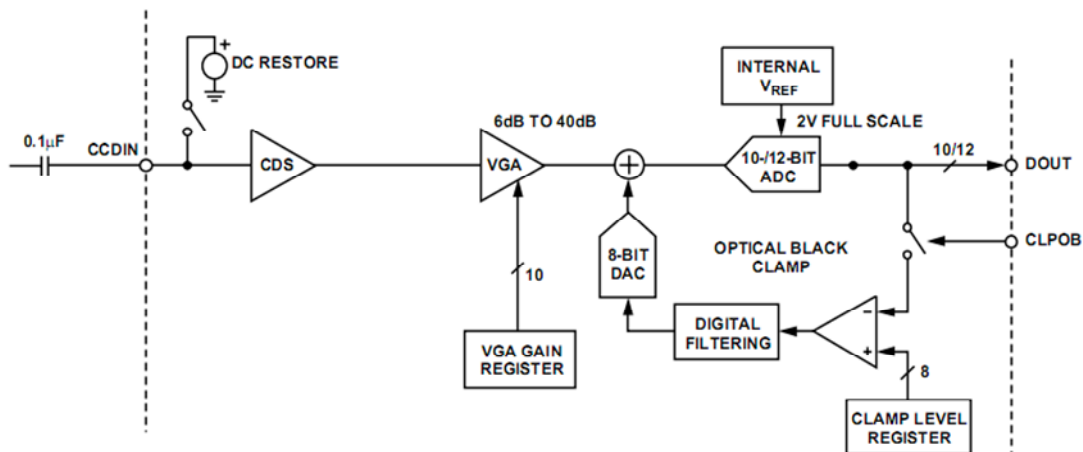 DC RESTORE
+
INTERNAL
VREF
0.1μF
CCDIN
CDS
6dB TO 40dB
VGA
+
2V FULL SCALE
10-/12-BIT
ADC
10/12
DOUT
8-BIT
DAC
OPTICAL BLACK
CLAMP
CLPOB
10
DIGITAL
FILTERING
−
+
VGA GAIN
REGISTER
8
CLAMP LEVEL
REGISTER